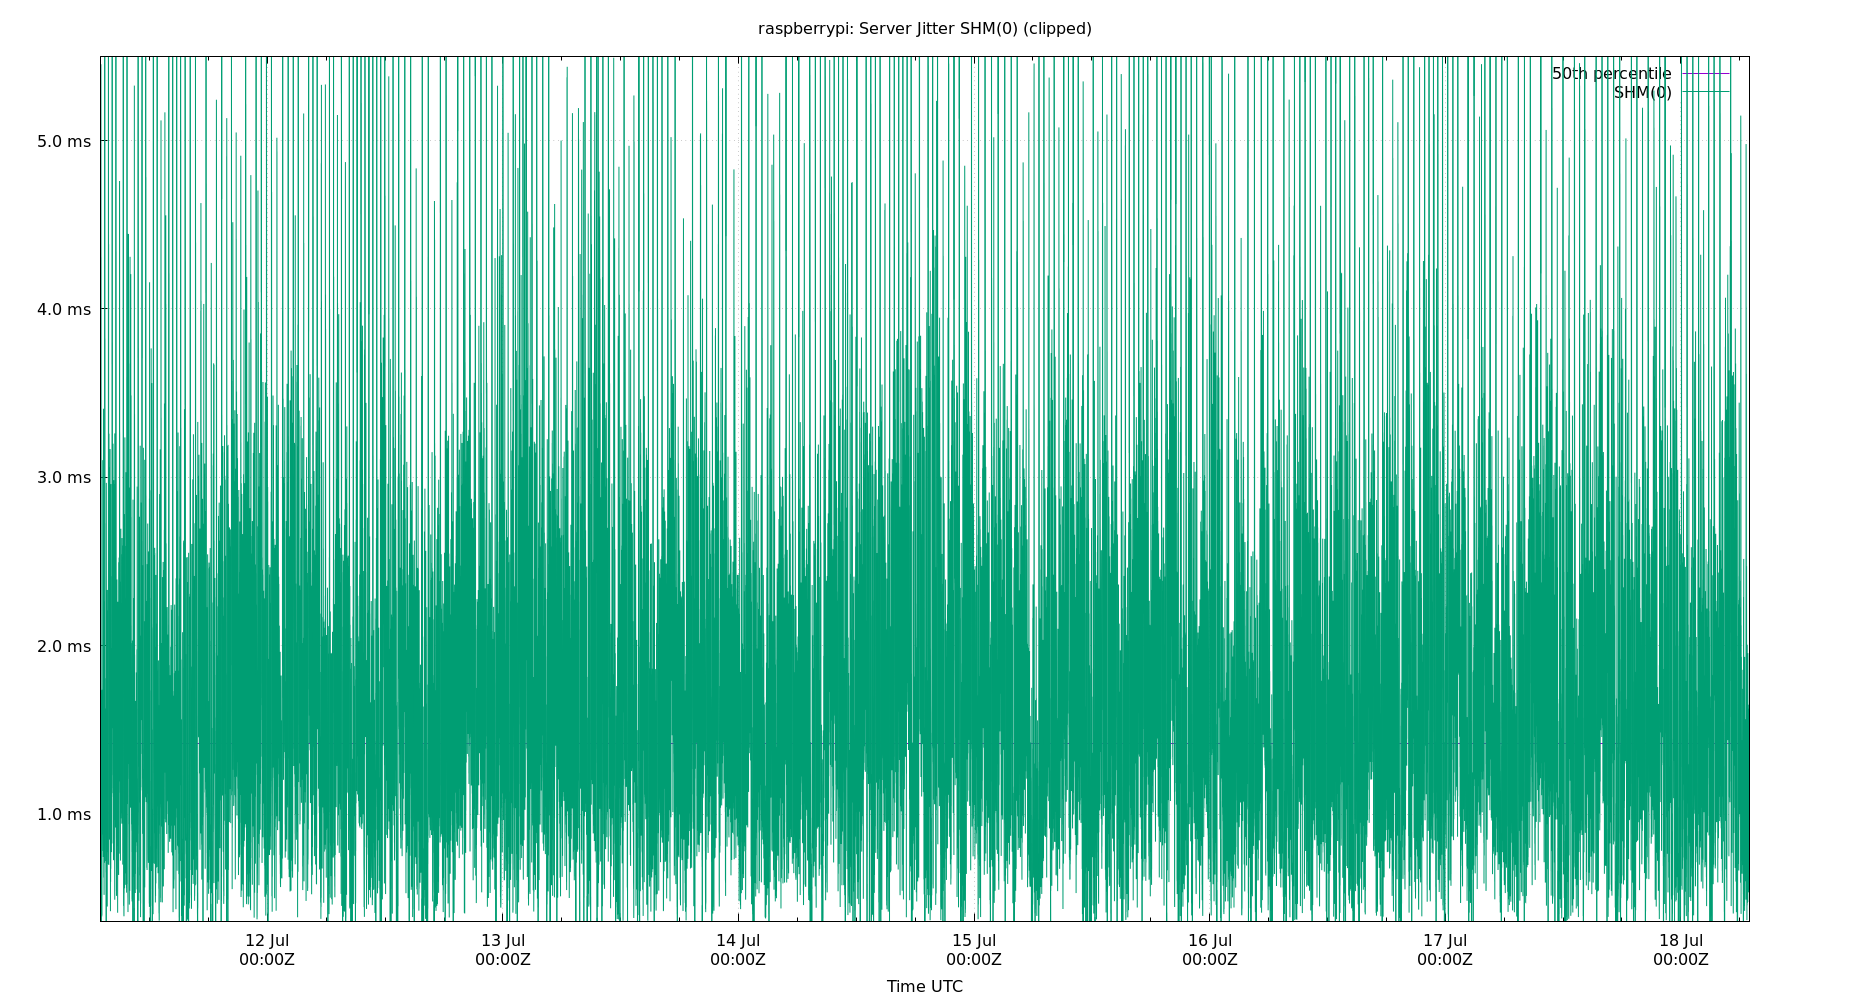 raspberrypi: Server Jitter SHM(0) (clipped)
50th percentile
SHM(0)
5.0 ms
4.0 ms
3.0 ms
2.0 ms
1.0 ms
12 Jul 13 Jul 14 Jul 15 Jul 16 Jul 17 Jul 18 Jul
00:00Z 00:00Z 00:00Z 00:00Z 00:00Z 00:00Z 00:00Z
Time UTC